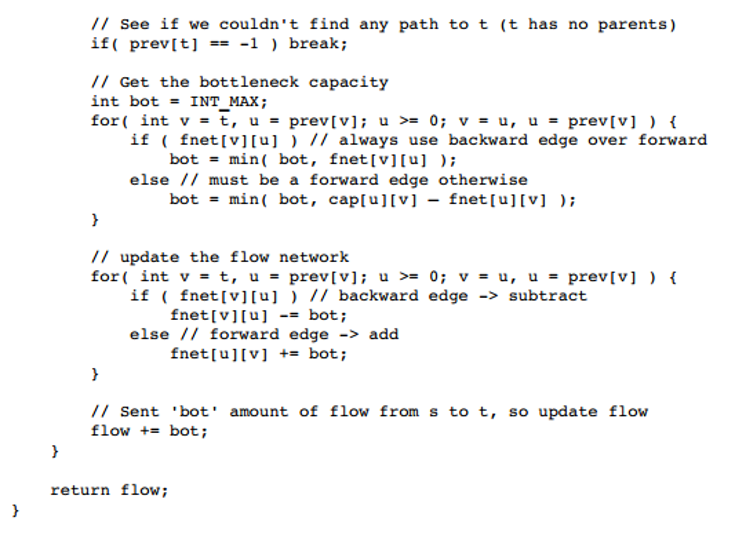 // See if we couldn't find any path to t (t has no parents)
if( prev[t] == -1 ) break;
// Get the bottleneck capacity
int bot = INT_MAX;
for( int v = t, u = prev[v]; u >= 0; v = u, u = prev[v] ) {
if ( fnet[v][u] ) // always use backward edge over forward
bot = min( bot, fnet[v][u] );
else // must be a forward edge otherwise
bot = min( bot, cap[u][v] – fnet[u][v] );
}
// update the flow network
for( int v = t, u = prev[v]; u >= 0; v = u, u = prev[v] ) {
if ( fnet[v][u] ) // backward edge -> subtract
fnet[v][u] -= bot;
else // forward edge -> add
fnet[u][v] += bot;
}
// Sent 'bot' amount of flow from s to t, so update flow
flow += bot;
}
return flow;
}